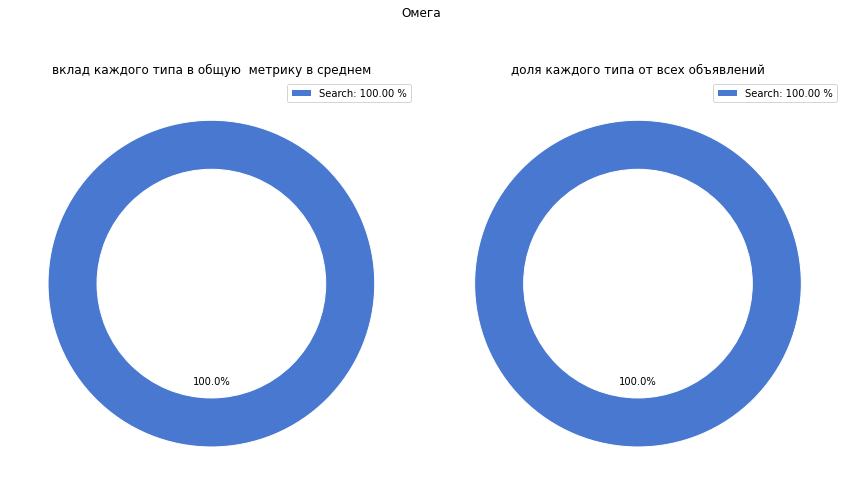 Омега
вклад каждого типа в общую  метрику в среднем
Search: 100.00 %
100.0%
доля каждого типа от всех объявлений
Search: 100.00 %
100.0%